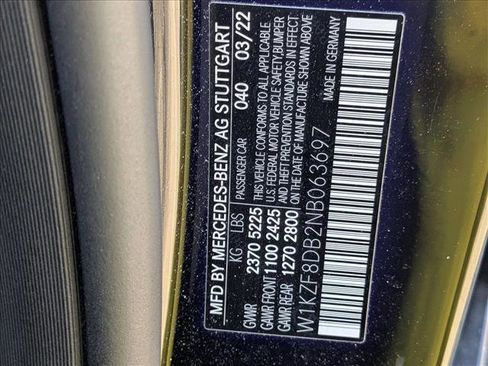 MFD BY MERCEDES-BENZ AG STUTTGART
PASSENGER CAR 040 03/22
KG LBS
GVWR 2370 5225
GAWR FRONT 1100 2425
GAWR REAR 1270 2800
THIS VEHICLE CONFORMS TO ALL APPLICABLE
U.S. FEDERAL MOTOR VEHICLE SAFETY, BUMPER
AND THEFT PREVENTION STANDARDS IN EFFECT
ON THE DATE OF MANUFACTURE SHOWN ABOVE
W1KZF8DB2NB063697
MADE IN GERMANY